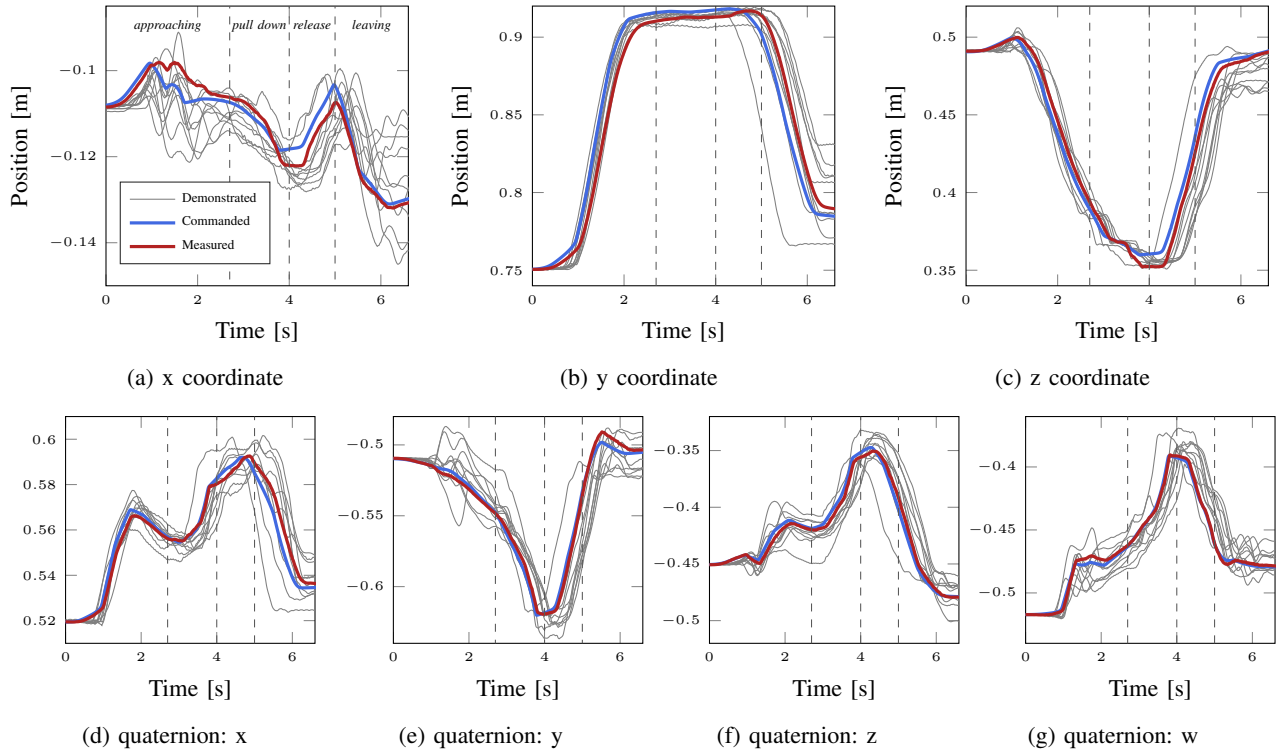 approaching pull down release leaving
−0.1
−0.12
−0.14
Position [m]
Demonstrated
Commanded
Measured
0 2 4 6
Time [s]
(a) x coordinate
0.9
0.85
0.8
0.75
Position [m]
0 2 4 6
Time [s]
(b) y coordinate
0.5
0.45
0.4
0.35
Position [m]
0 2 4 6
Time [s]
(c) z coordinate
0.6
0.58
0.56
0.54
0.52
0 2 4 6
Time [s]
(d) quaternion: x
−0.5
−0.55
−0.6
0 2 4 6
Time [s]
(e) quaternion: y
−0.35
−0.4
−0.45
−0.5
0 2 4 6
Time [s]
(f) quaternion: z
−0.4
−0.45
−0.5
0 2 4 6
Time [s]
(g) quaternion: w